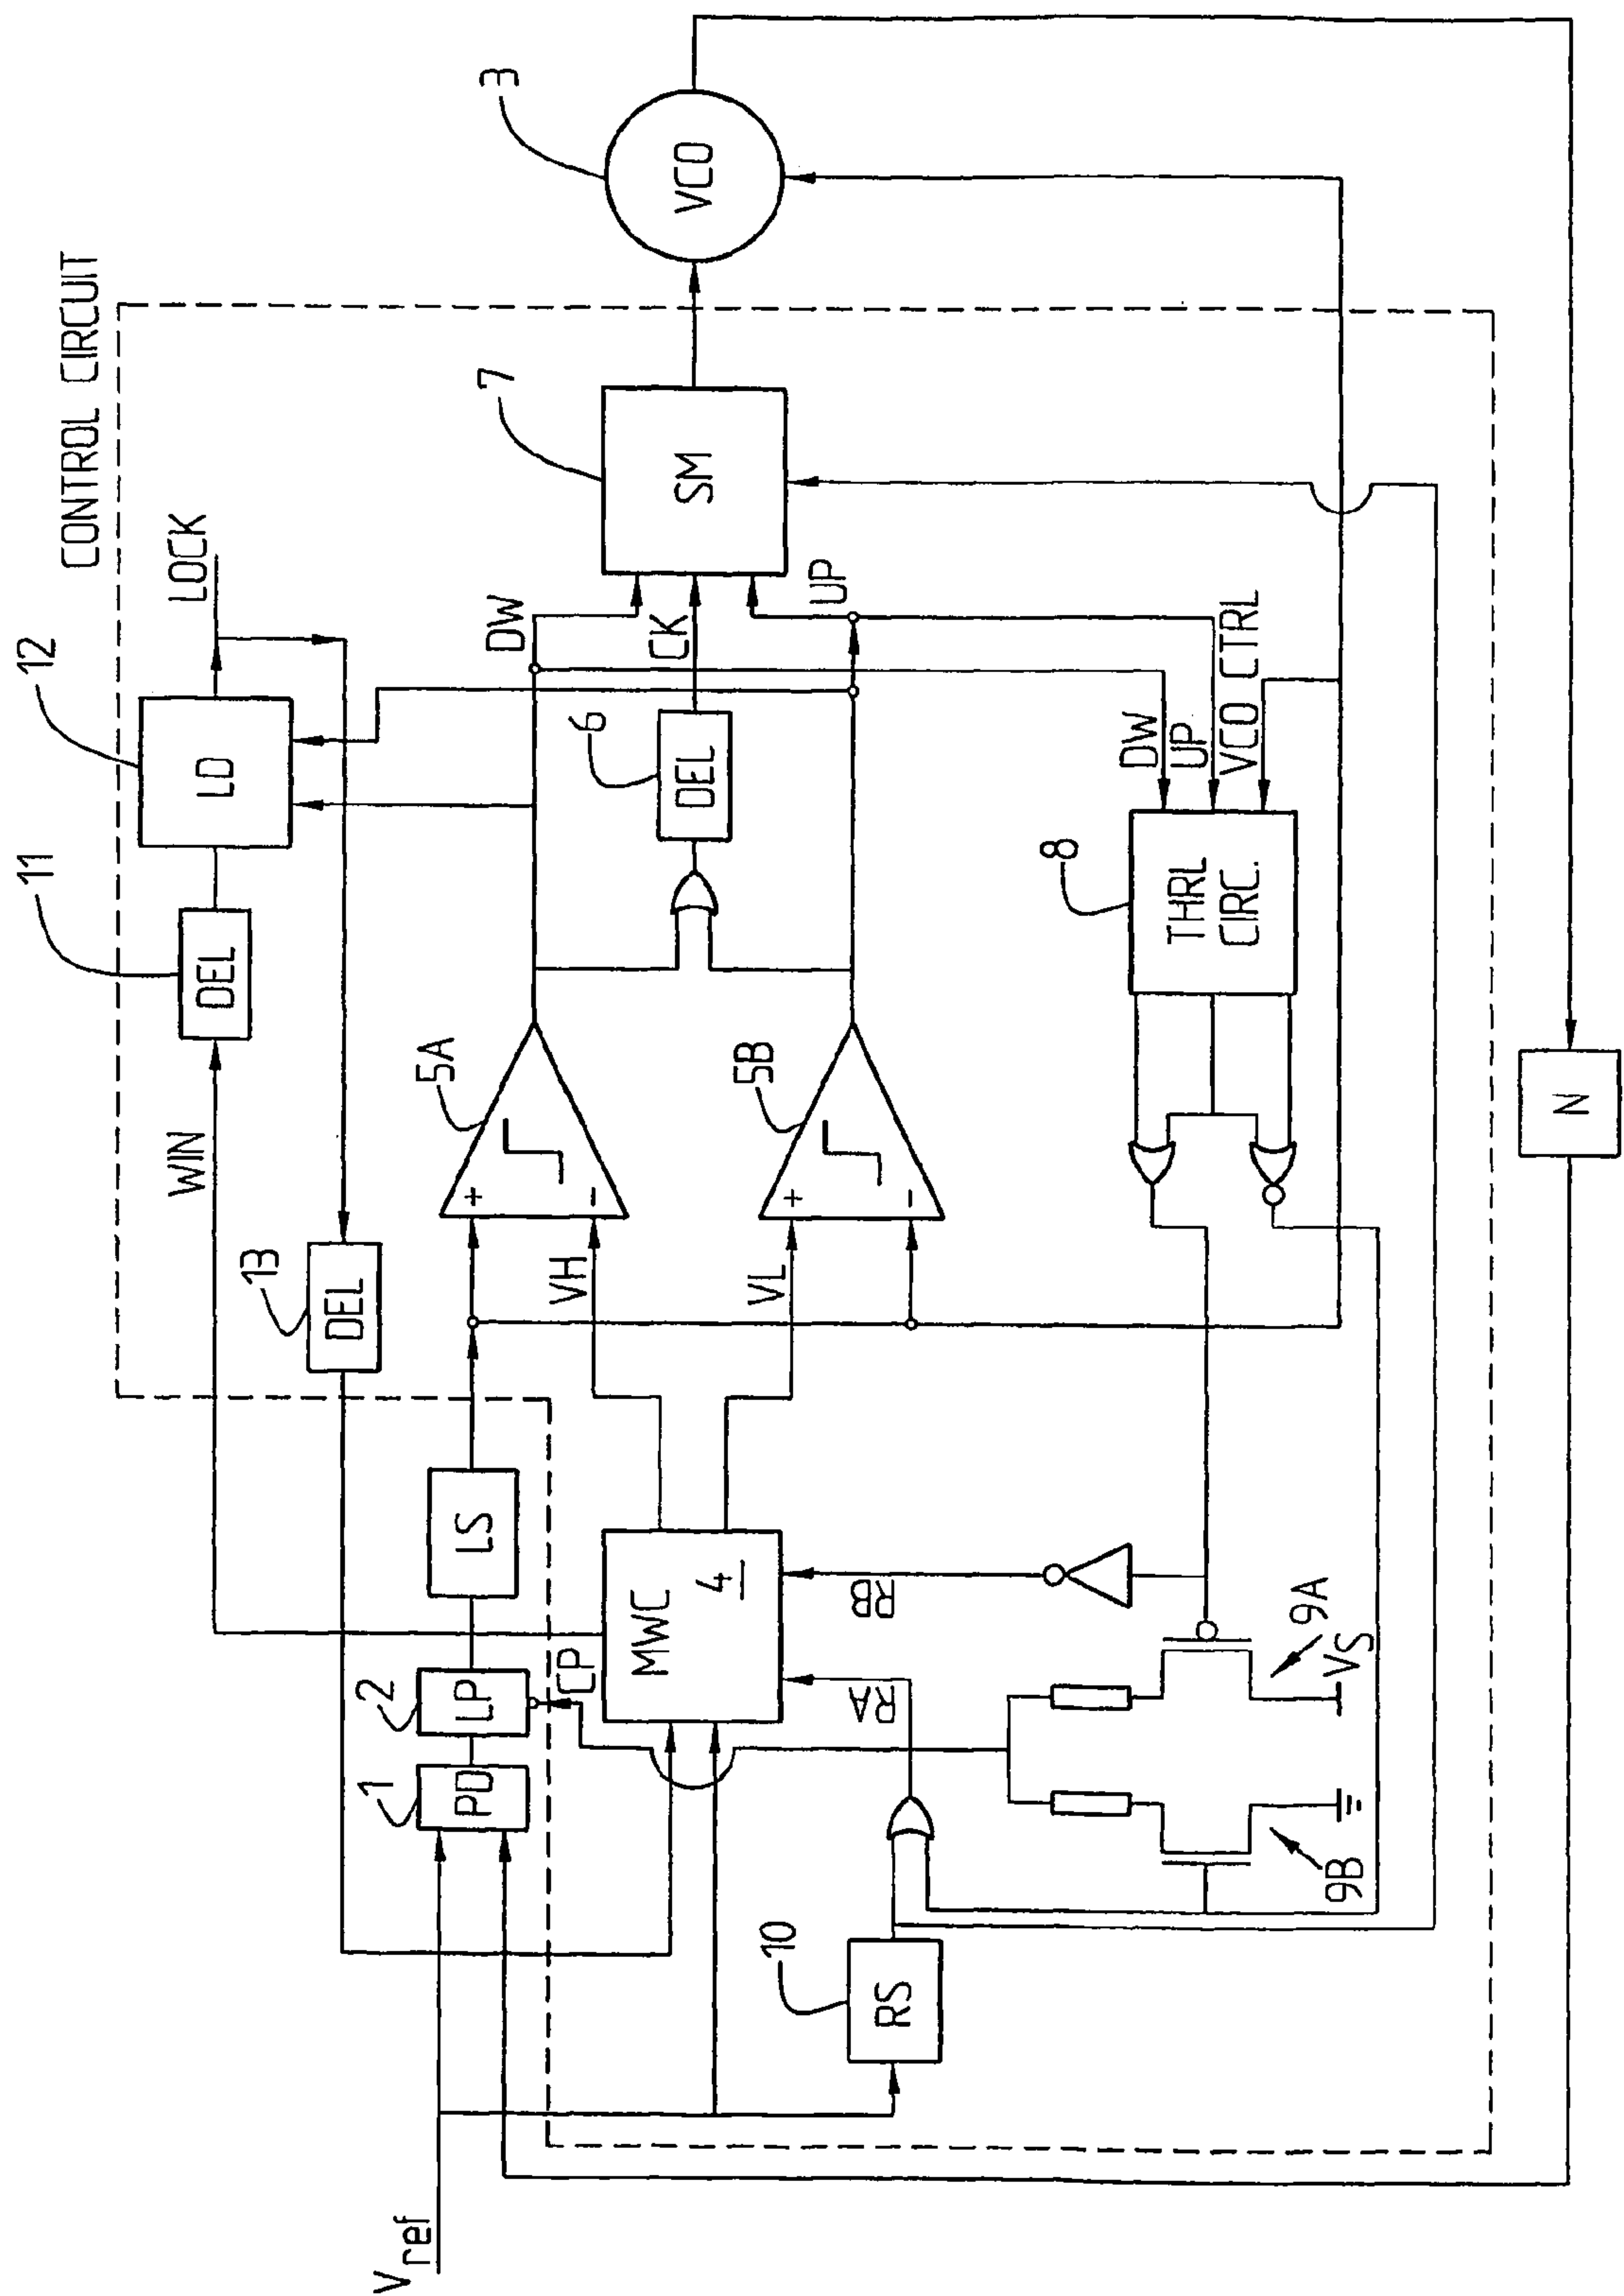 CONTROL CIRCUIT
3
VCO
7
SM
12
LD
LOCK
11
DEL
WIN
13
DEL
DW
CK
UP
6
DEL
5A
+
−
5B
+
−
VH
VL
DW
UP
VCO CTRL
8
THRL
CIRC.
N
LS
2
LP
CP
1
PD
MWC
4
RB
RA
9A
VS
9B
10
RS
Vref